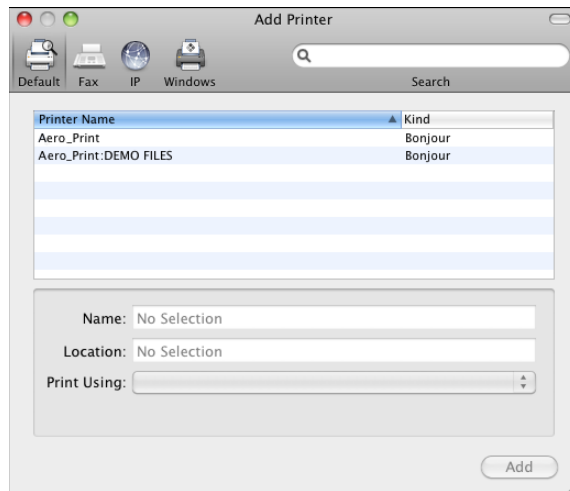 Add Printer
Default Fax IP Windows Search
Printer Name Kind
Aero_Print Bonjour
Aero_Print:DEMO FILES Bonjour
Name: No Selection
Location: No Selection
Print Using:
Add